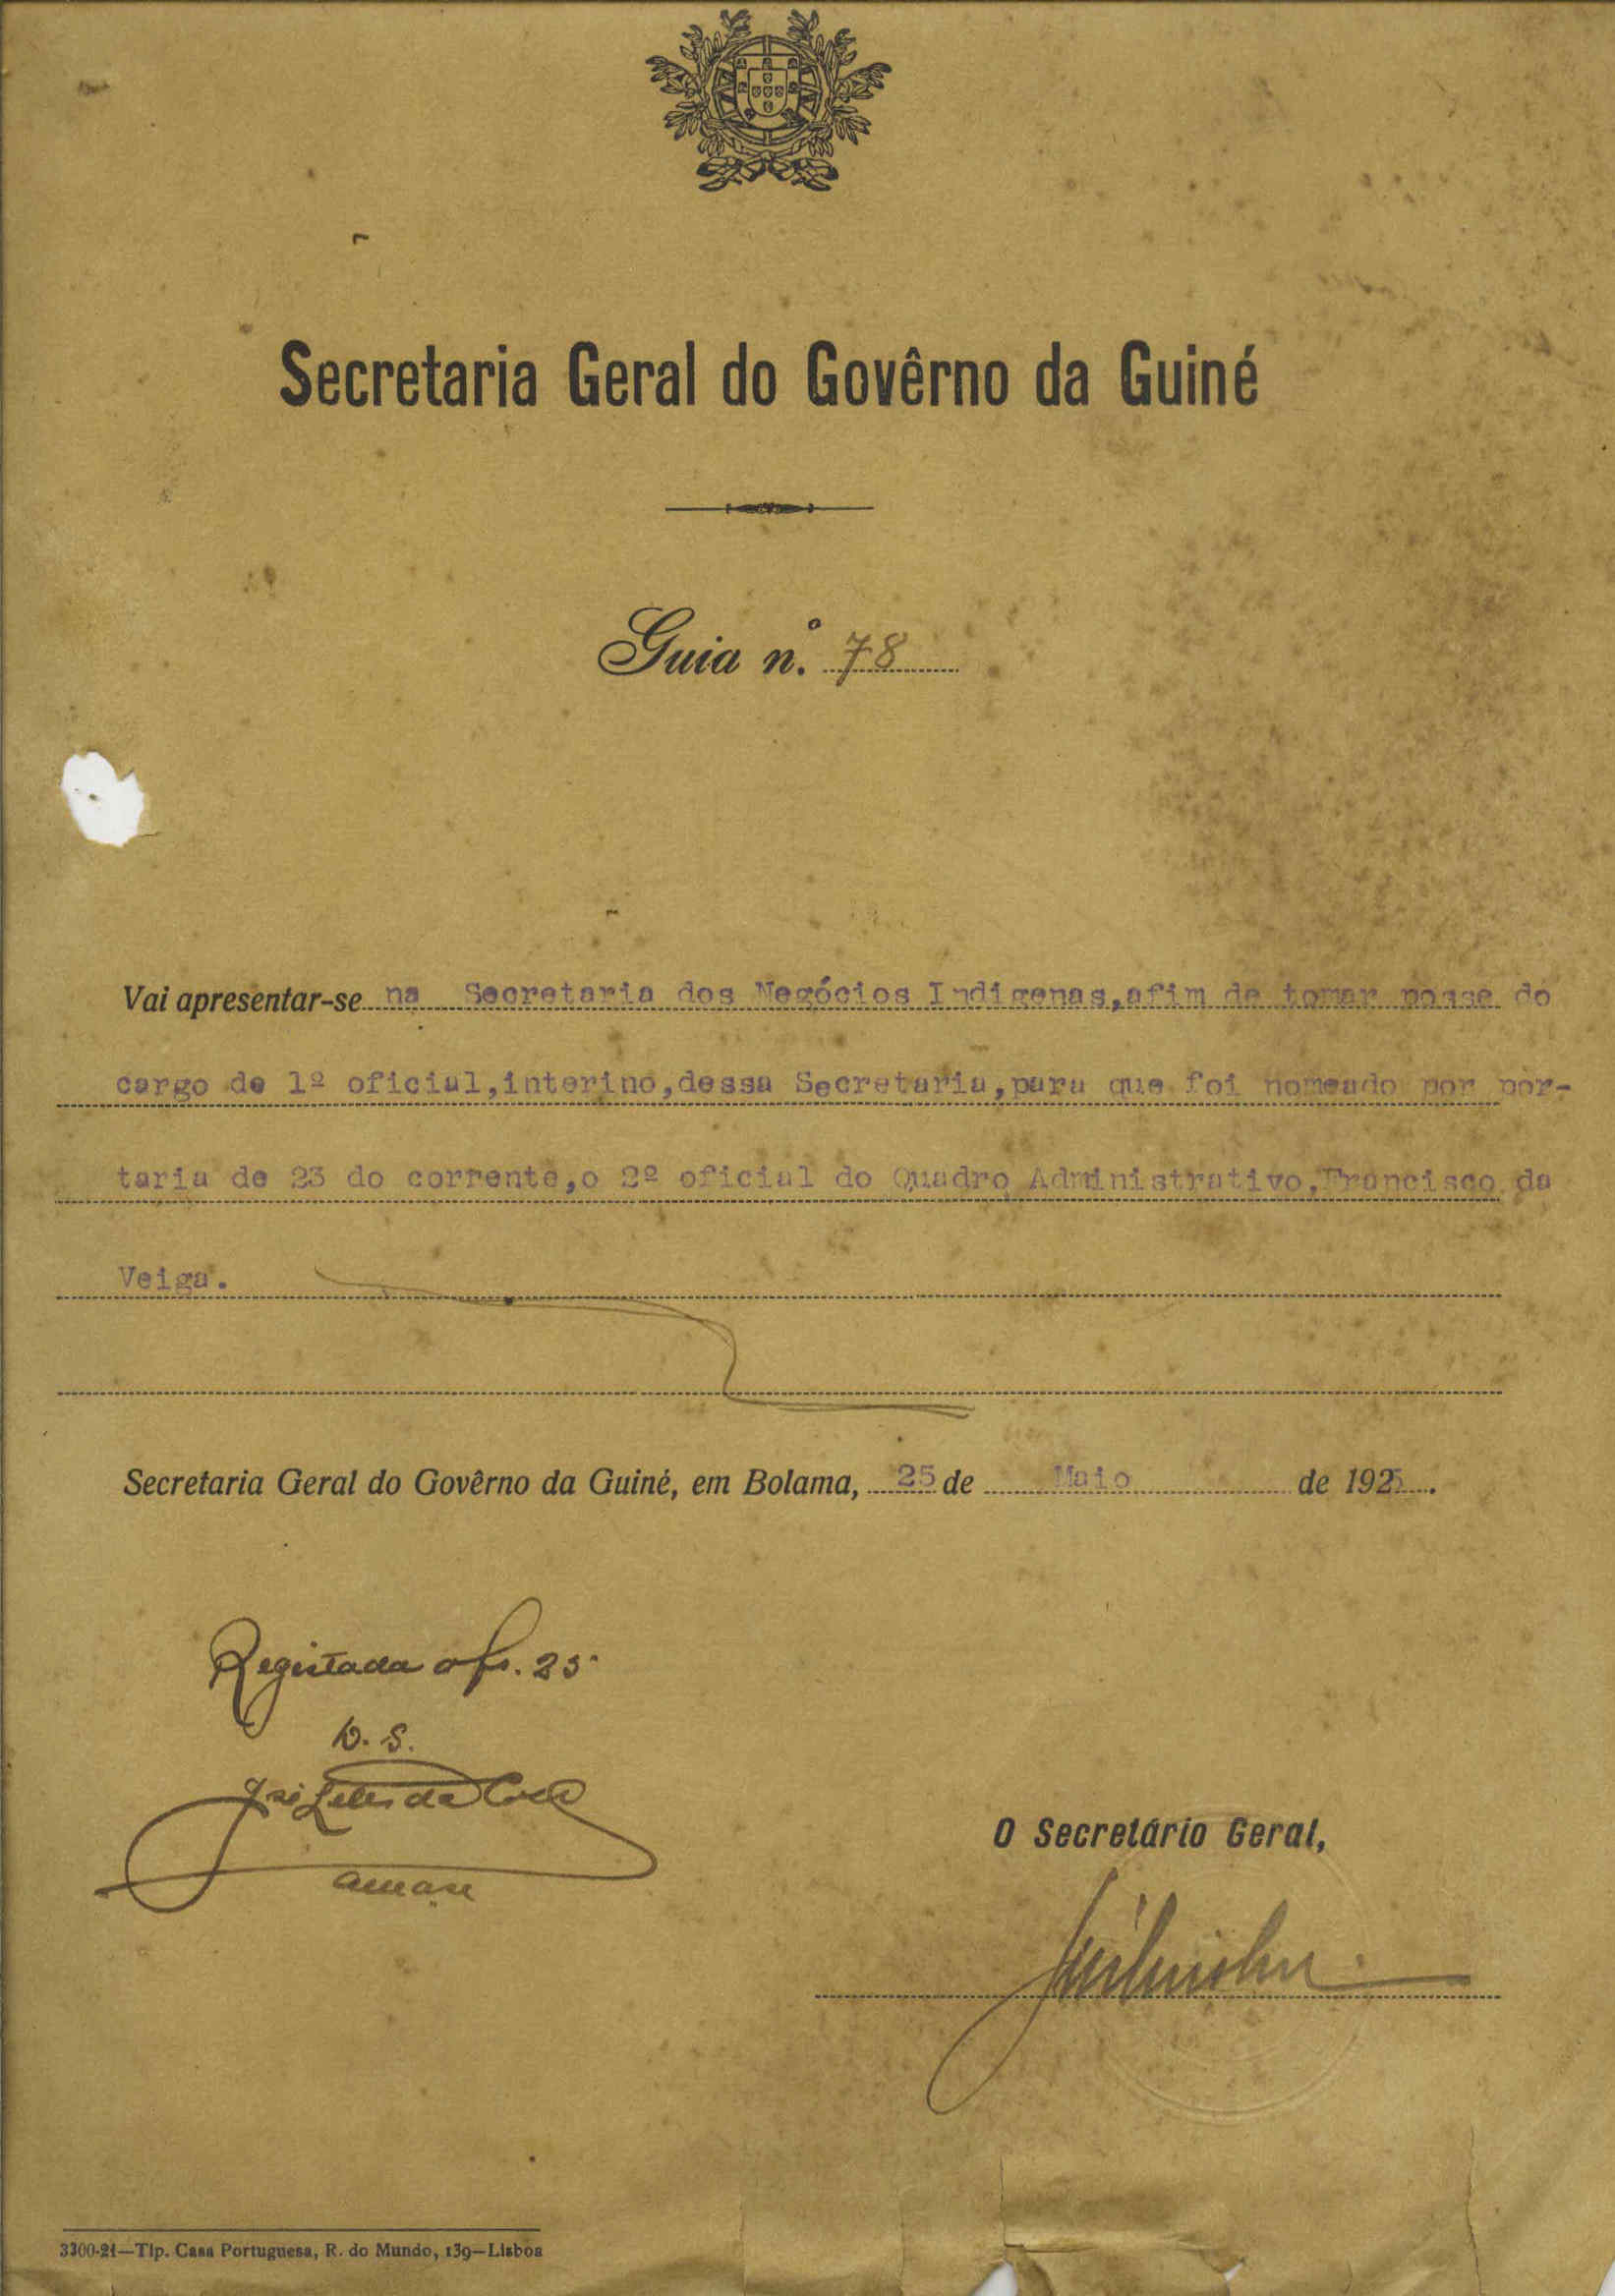 Secretaria Geral do Govêrno da Guiné
Guia n.º 78
Vai apresentar-se na Secretaria dos Negócios Indigenas,afim de tomar posse do
cargo de 1º oficial,interino,dessa Secretaria,para que foi nomeado por por-
taria de 23 do corrente,o 2º oficial do Quadro Administrativo,Francisco da
Veiga.
Secretaria Geral do Govêrno da Guiné, em Bolama, 25 de Maio de 1925.
Registada a fs. 25
José da
O Secretário Geral,
3300-21—Tip. Casa Portuguesa, R. do Mundo, 139—Lisboa